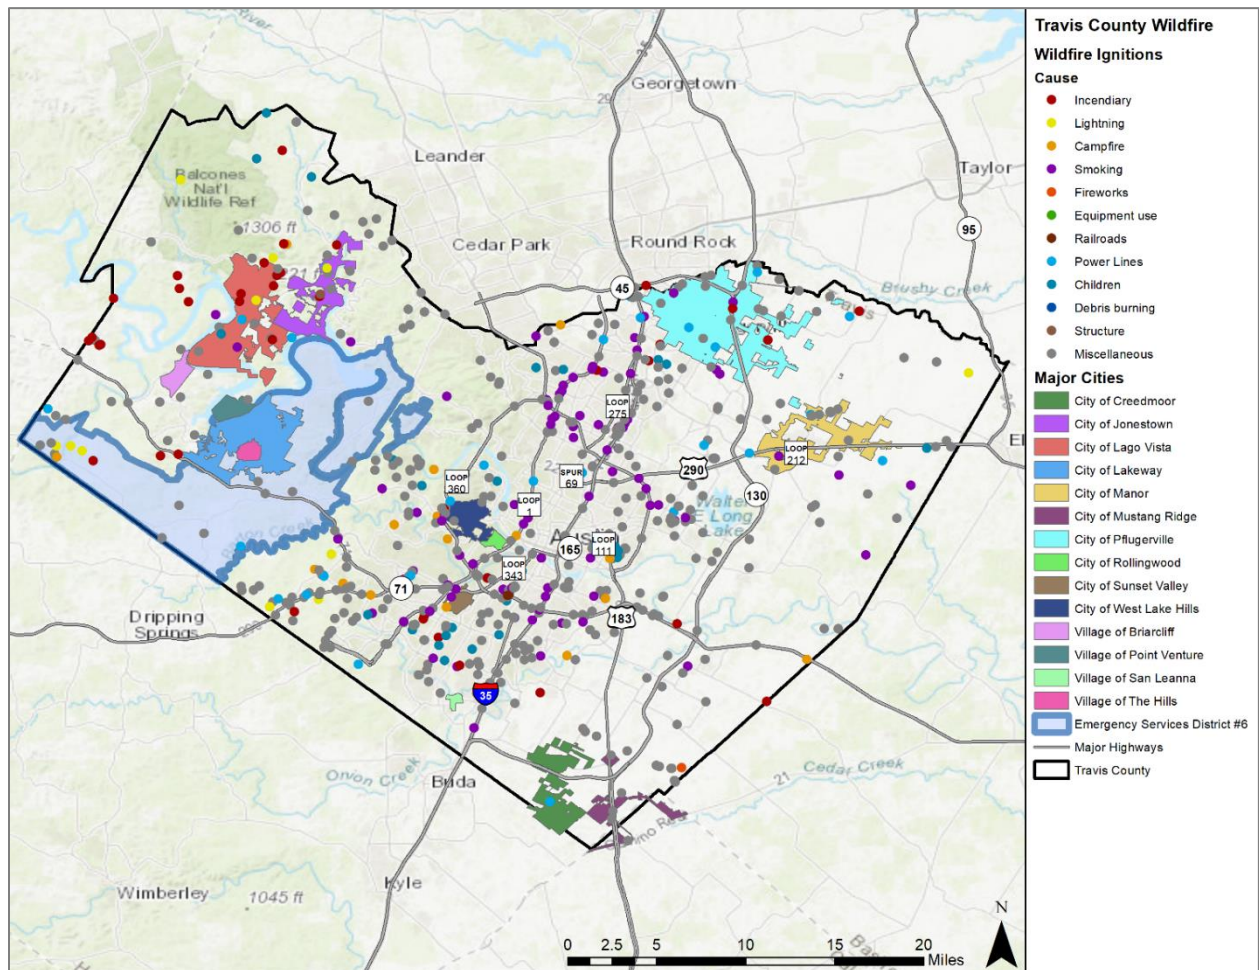 Georgetown
35
29
Leander
Taylor
Balcones
Nat'l
Wildlife Ref
1306 ft
Cedar Park
Round Rock
95
45
Brushy Creek
LOOP
275
LOOP
212
290
SPUR
69
LOOP
360
LOOP
1
130
Walter
E Long
Lake
LOOP
111
165
LOOP
343
71
183
Dripping
Springs
290
35
Onion Creek
Buda
21
Cedar Creek
Kyle
Wimberley
1045 ft
N
0 2.5 5 10 15 20
Miles
Travis County Wildfire
Wildfire Ignitions
Cause
Incendiary
Lightning
Campfire
Smoking
Fireworks
Equipment use
Railroads
Power Lines
Children
Debris burning
Structure
Miscellaneous
Major Cities
City of Creedmoor
City of Jonestown
City of Lago Vista
City of Lakeway
City of Manor
City of Mustang Ridge
City of Pflugerville
City of Rollingwood
City of Sunset Valley
City of West Lake Hills
Village of Briarcliff
Village of Point Venture
Village of San Leanna
Village of The Hills
Emergency Services District #6
Major Highways
Travis County